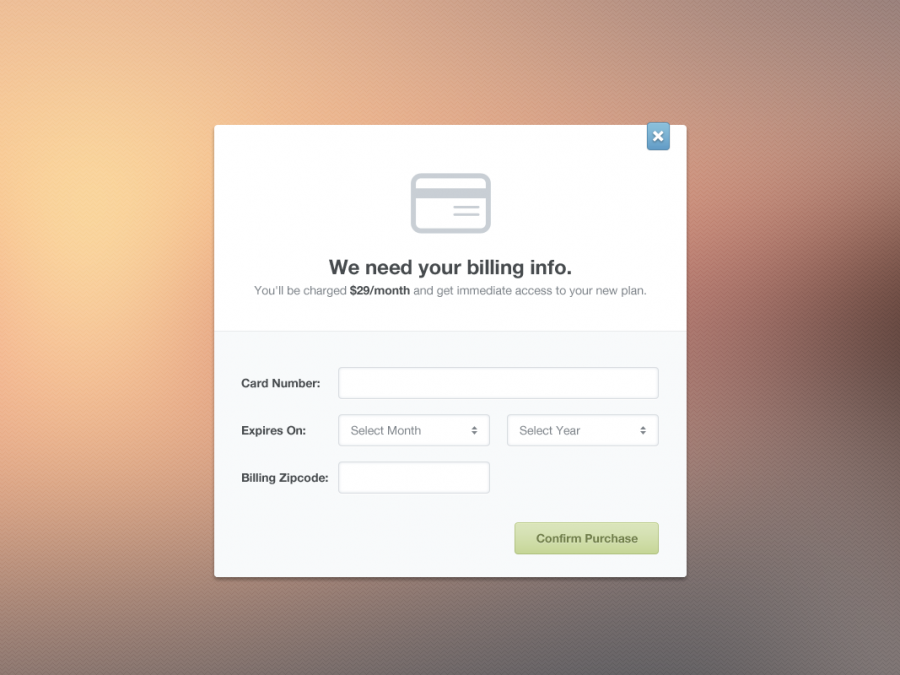 We need your billing info.
You'll be charged $29/month and get immediate access to your new plan.
Card Number:
Expires On: Select Month Select Year
Billing Zipcode:
Confirm Purchase